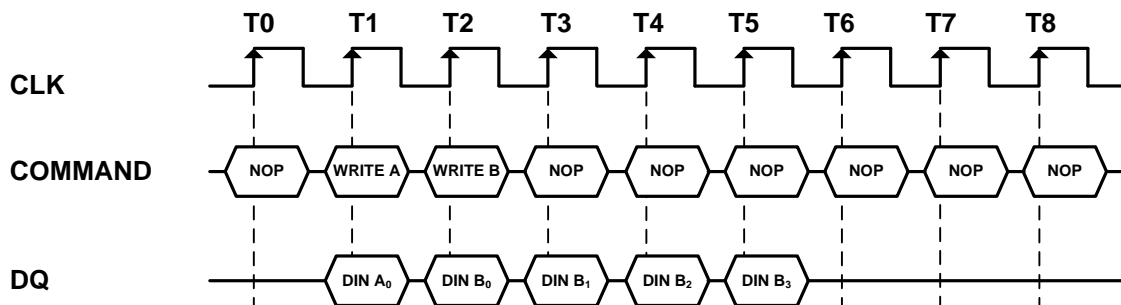 T0 T1 T2 T3 T4 T5 T6 T7 T8
CLK
COMMAND NOP WRITE A WRITE B NOP NOP NOP NOP NOP NOP
DQ DIN A₀ DIN B₀ DIN B₁ DIN B₂ DIN B₃